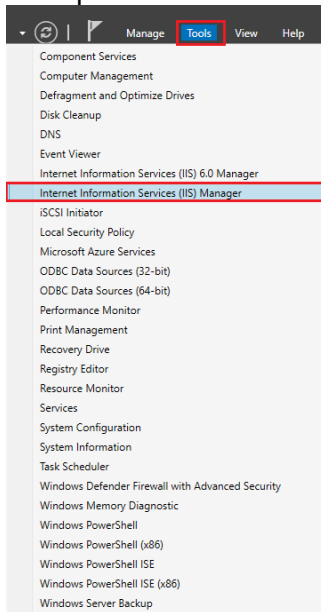 Manage Tools View Help
Component Services
Computer Management
Defragment and Optimize Drives
Disk Cleanup
DNS
Event Viewer
Internet Information Services (IIS) 6.0 Manager
Internet Information Services (IIS) Manager
iSCSI Initiator
Local Security Policy
Microsoft Azure Services
ODBC Data Sources (32-bit)
ODBC Data Sources (64-bit)
Performance Monitor
Print Management
Recovery Drive
Registry Editor
Resource Monitor
Services
System Configuration
System Information
Task Scheduler
Windows Defender Firewall with Advanced Security
Windows Memory Diagnostic
Windows PowerShell
Windows PowerShell (x86)
Windows PowerShell ISE
Windows PowerShell ISE (x86)
Windows Server Backup